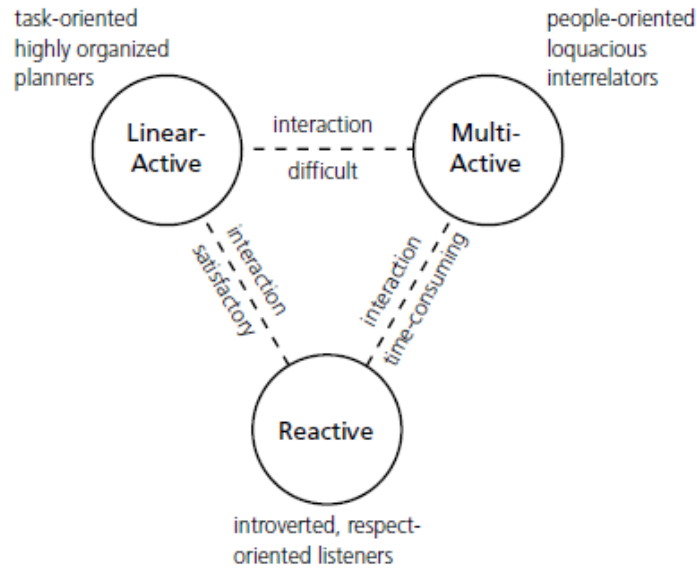 task-oriented
highly organized
planners
people-oriented
loquacious
interrelators
Linear-
Active
interaction
difficult
Multi-
Active
interaction
satisfactory
interaction
time-consuming
Reactive
introverted, respect-
oriented listeners